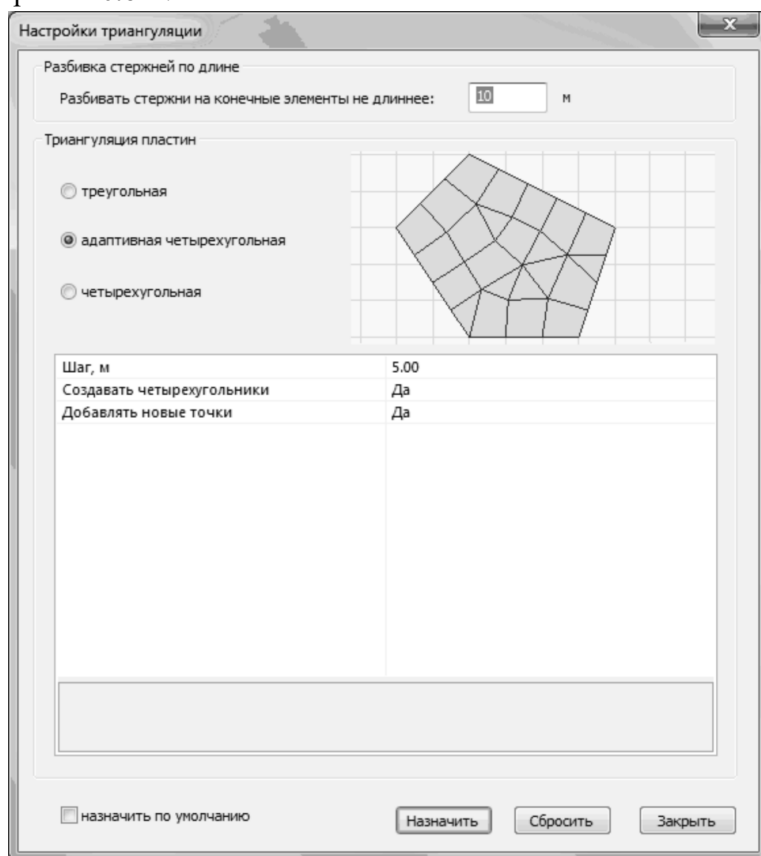 Настройки триангуляции
Разбивка стержней по длине
Разбивать стержни на конечные элементы не длиннее: 10 м
Триангуляция пластин
треугольная
адаптивная четырехугольная
четырехугольная
Шаг, м 5.00
Создавать четырехугольники Да
Добавлять новые точки Да
назначить по умолчанию Назначить Сбросить Закрыть